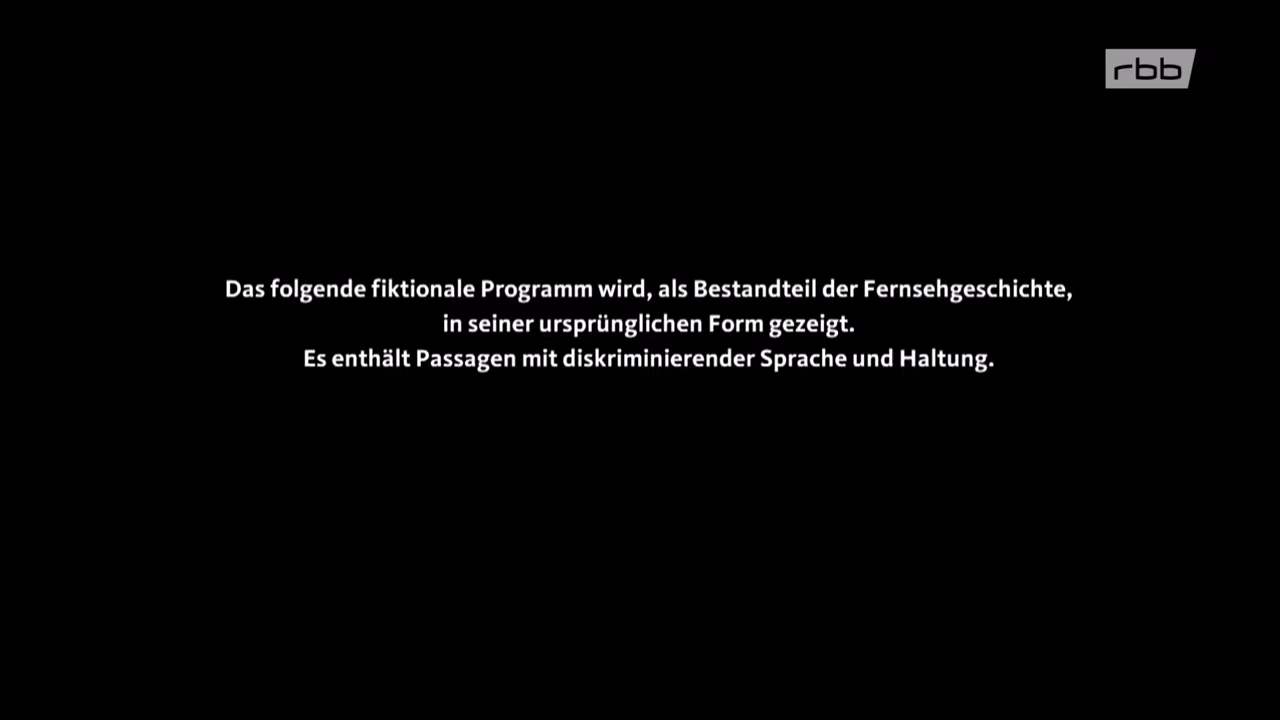 rbb
Das folgende fiktionale Programm wird, als Bestandteil der Fernsehgeschichte,
in seiner ursprünglichen Form gezeigt.
Es enthält Passagen mit diskriminierender Sprache und Haltung.